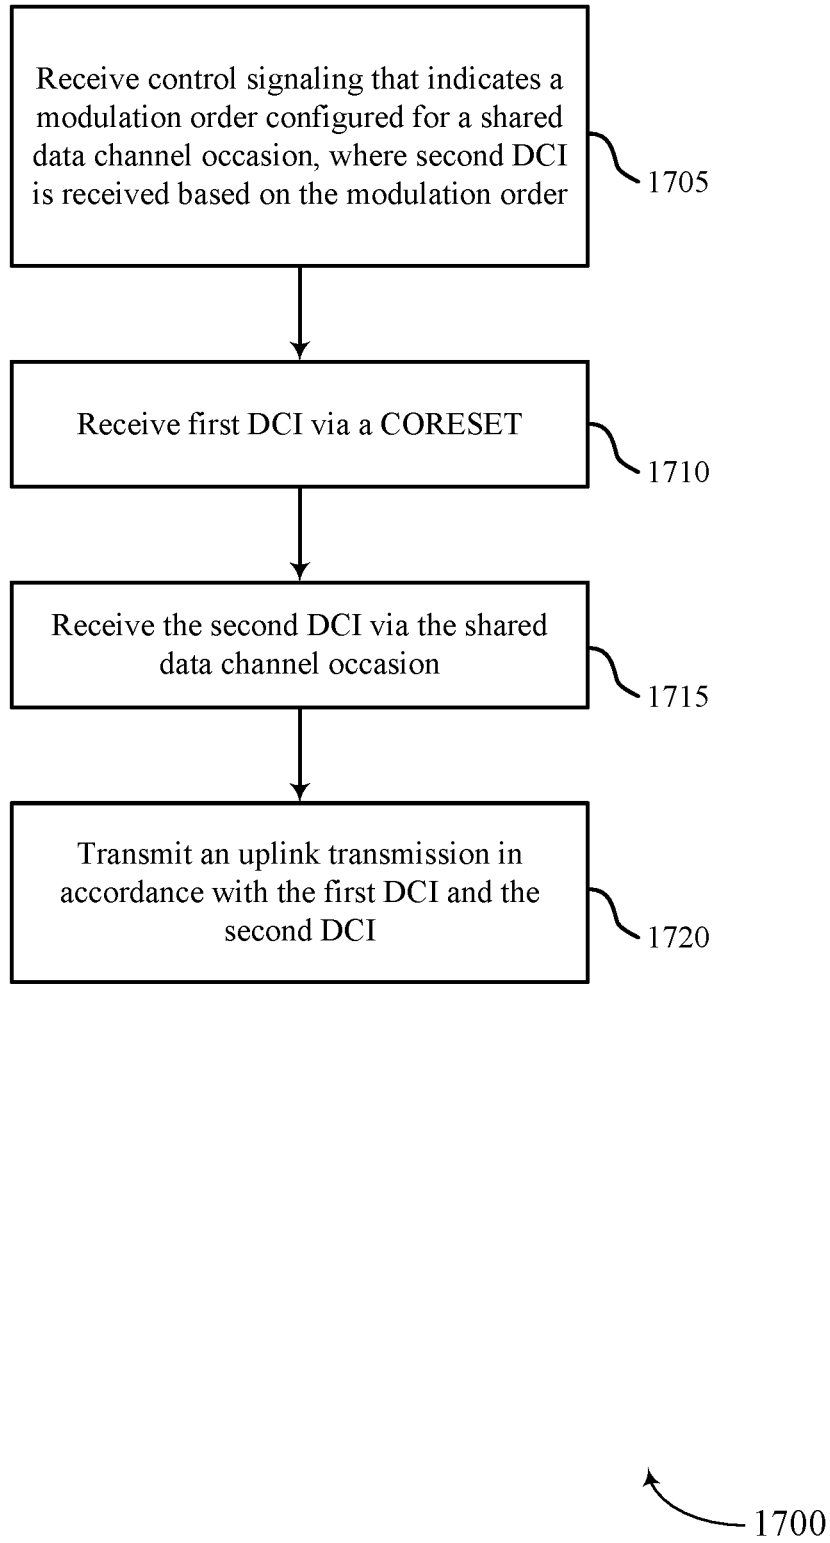 Receive control signaling that indicates a
modulation order configured for a shared
data channel occasion, where second DCI
is received based on the modulation order
1705
Receive first DCI via a CORESET
1710
Receive the second DCI via the shared
data channel occasion
1715
Transmit an uplink transmission in
accordance with the first DCI and the
second DCI
1720
1700